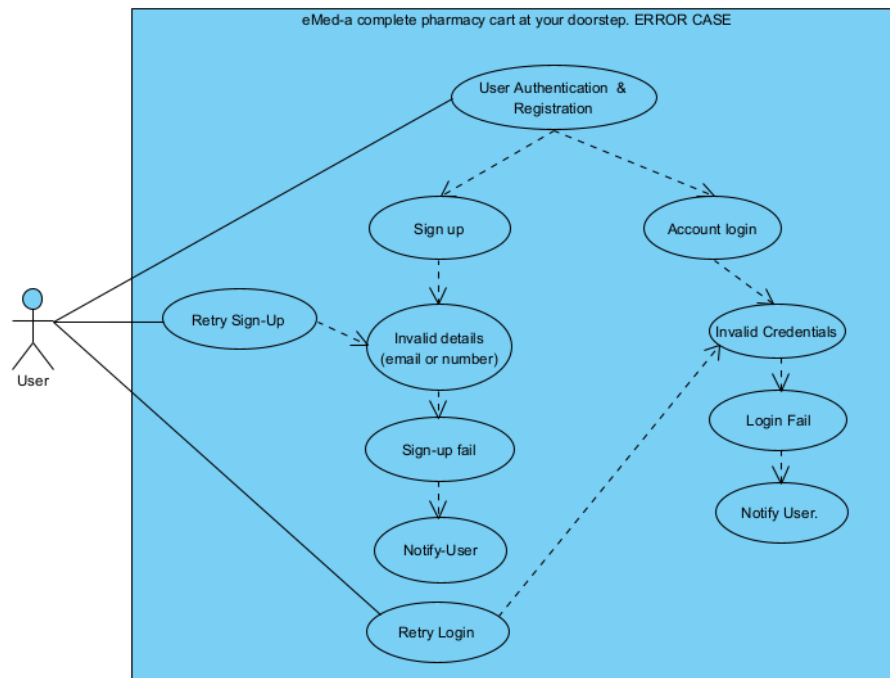 eMed-a complete pharmacy cart at your doorstep. ERROR CASE
User Authentication &
Registration
Sign up
Account login
Retry Sign-Up
Invalid details
(email or number)
Invalid Credentials
User
Sign-up fail
Login Fail
Notify-User
Notify User.
Retry Login